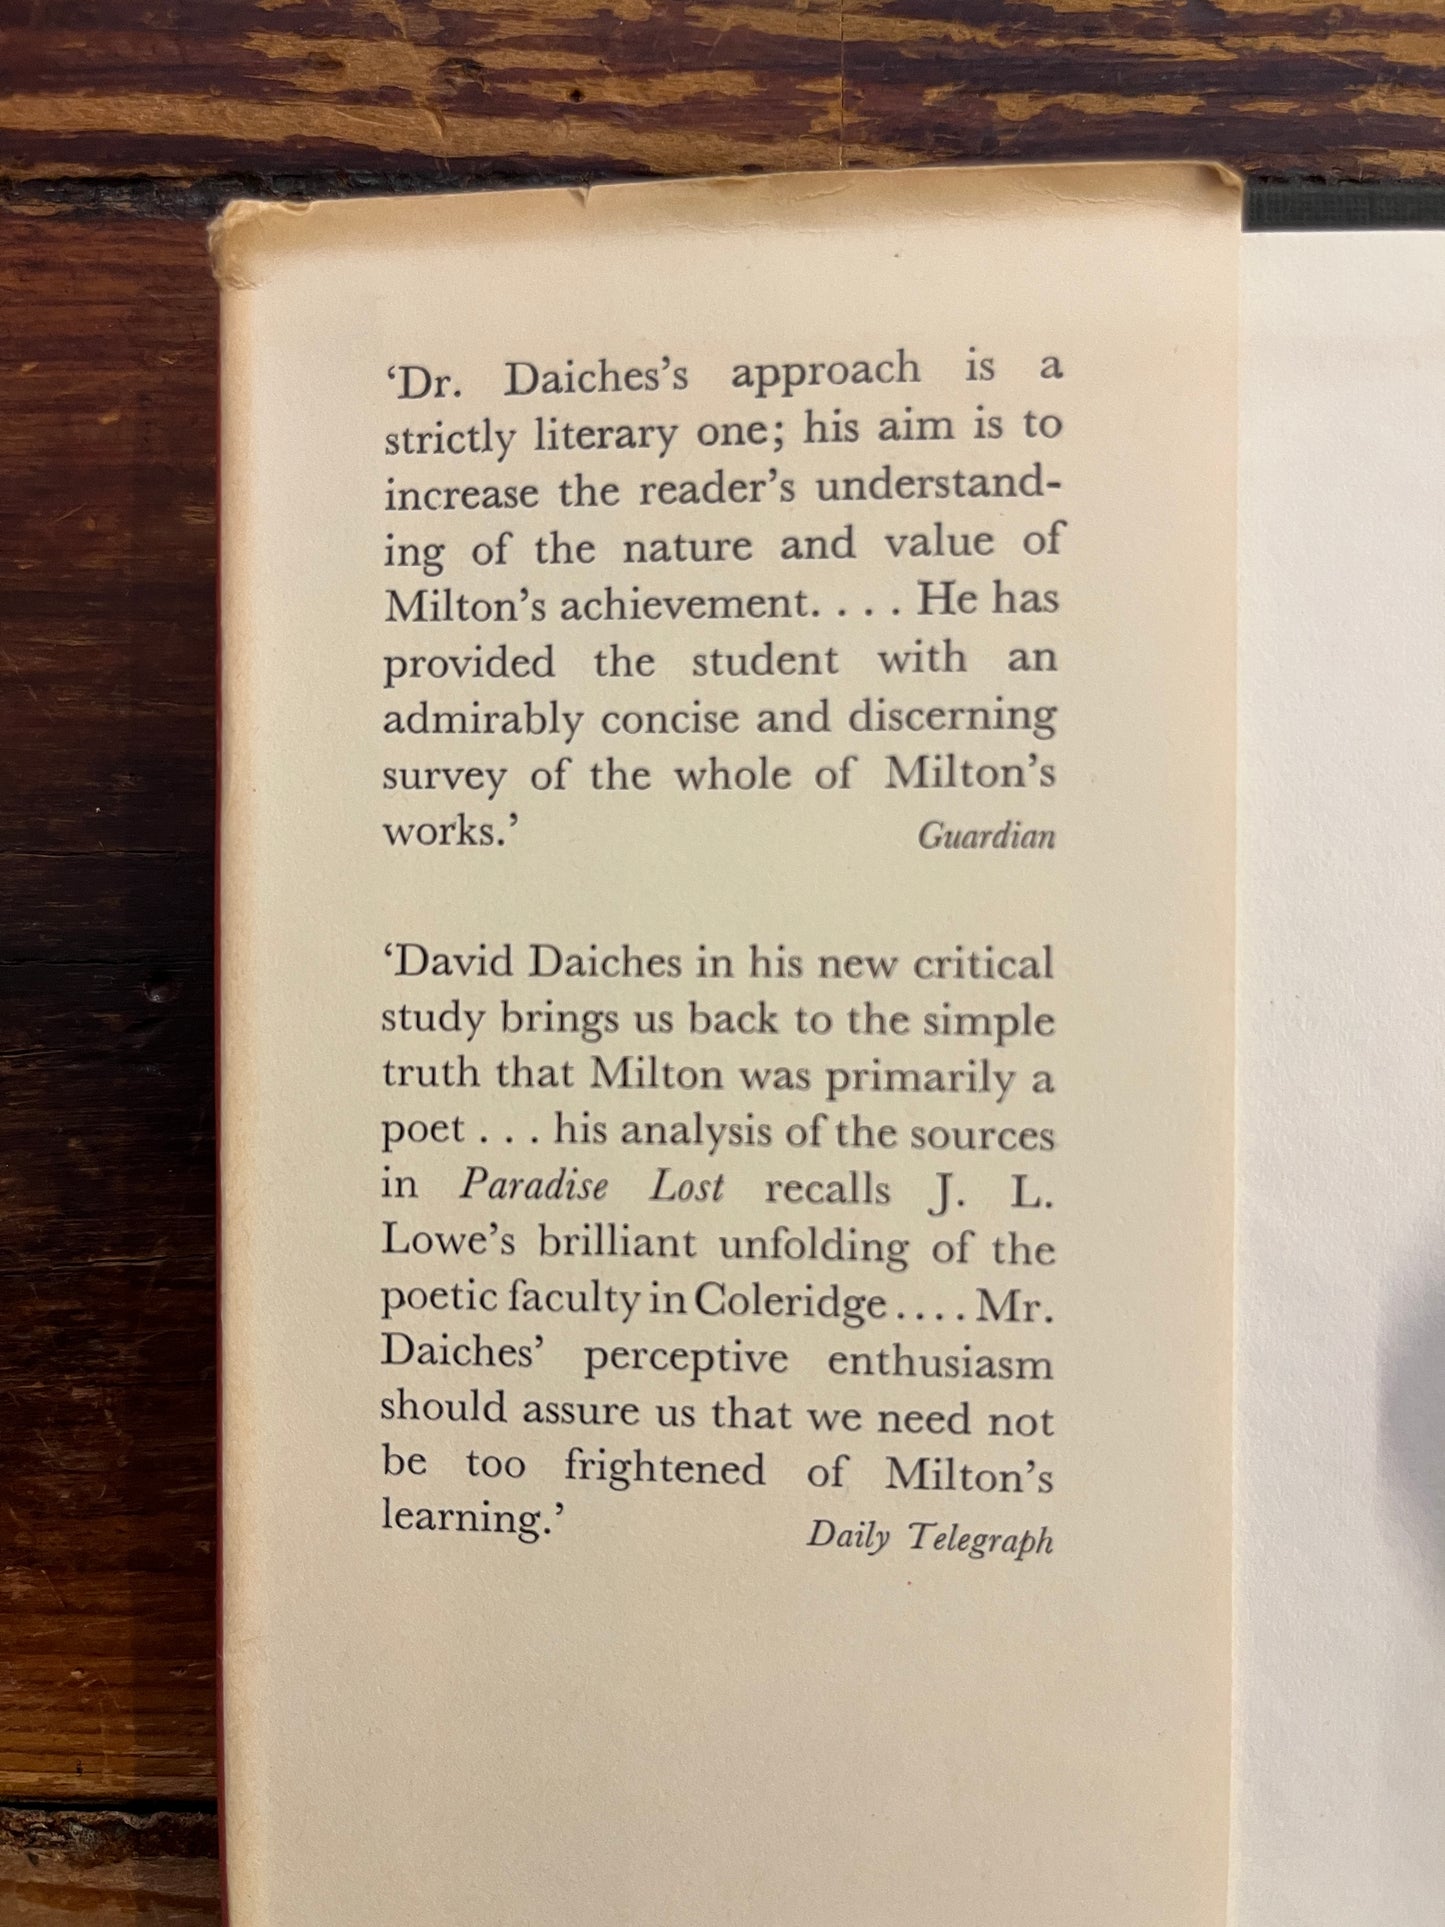 ‘Dr. Daiches’s approach is a
strictly literary one; his aim is to
increase the reader’s understand-
ing of the nature and value of
Milton’s achievement. . . . He has
provided the student with an
admirably concise and discerning
survey of the whole of Milton’s
works.’ Guardian
‘David Daiches in his new critical
study brings us back to the simple
truth that Milton was primarily a
poet . . . his analysis of the sources
in Paradise Lost recalls J. L.
Lowe’s brilliant unfolding of the
poetic faculty in Coleridge . . . . Mr.
Daiches’ perceptive enthusiasm
should assure us that we need not
be too frightened of Milton’s
learning.’ Daily Telegraph